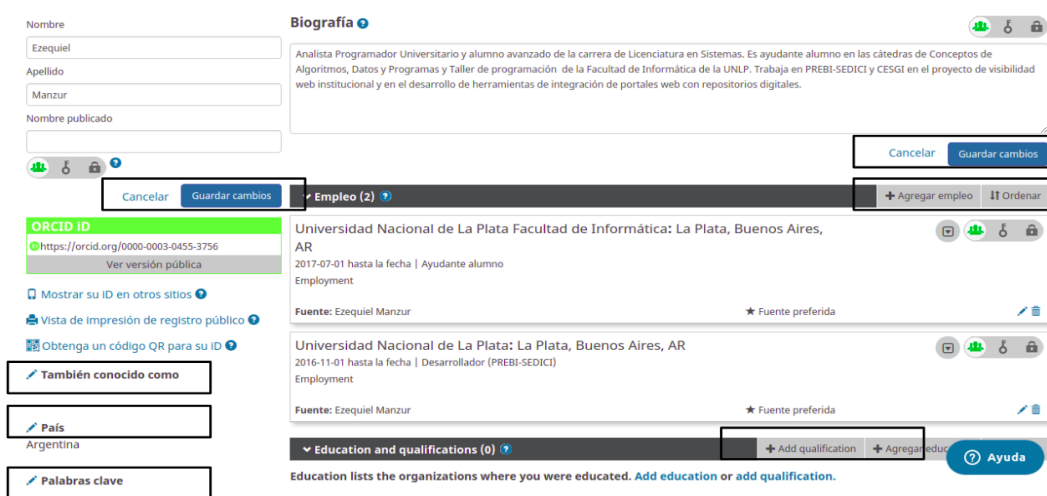 Nombre
Ezequiel
Apellido
Manzur
Nombre publicado
Cancelar Guardar cambios
ORCID iD
iD https://orcid.org/0000-0003-0455-3756
Ver versión pública
Mostrar su iD en otros sitios ?
Vista de impresión de registro público ?
Obtenga un código QR para su iD ?
También conocido como
País
Argentina
Palabras clave
Biografía ?
Analista Programador Universitario y alumno avanzado de la carrera de Licenciatura en Sistemas. Es ayudante alumno en las cátedras de Conceptos de
Algoritmos, Datos y Programas y Taller de programación de la Facultad de Informática de la UNLP. Trabaja en PREBI-SEDICI y CESGI en el proyecto de visibilidad
web institucional y en el desarrollo de herramientas de integración de portales web con repositorios digitales.
Cancelar Guardar cambios
Empleo (2) ? Agregar empleo Ordenar
Universidad Nacional de La Plata Facultad de Informática: La Plata, Buenos Aires,
AR
2017-07-01 hasta la fecha | Ayudante alumno
Employment
Fuente: Ezequiel Manzur ★ Fuente preferida
Universidad Nacional de La Plata: La Plata, Buenos Aires, AR
2016-11-01 hasta la fecha | Desarrollador (PREBI-SEDICI)
Employment
Fuente: Ezequiel Manzur ★ Fuente preferida
Education and qualifications (0) ? + Add qualification + Agregar educ
? Ayuda
Education lists the organizations where you were educated. Add education or add qualification.